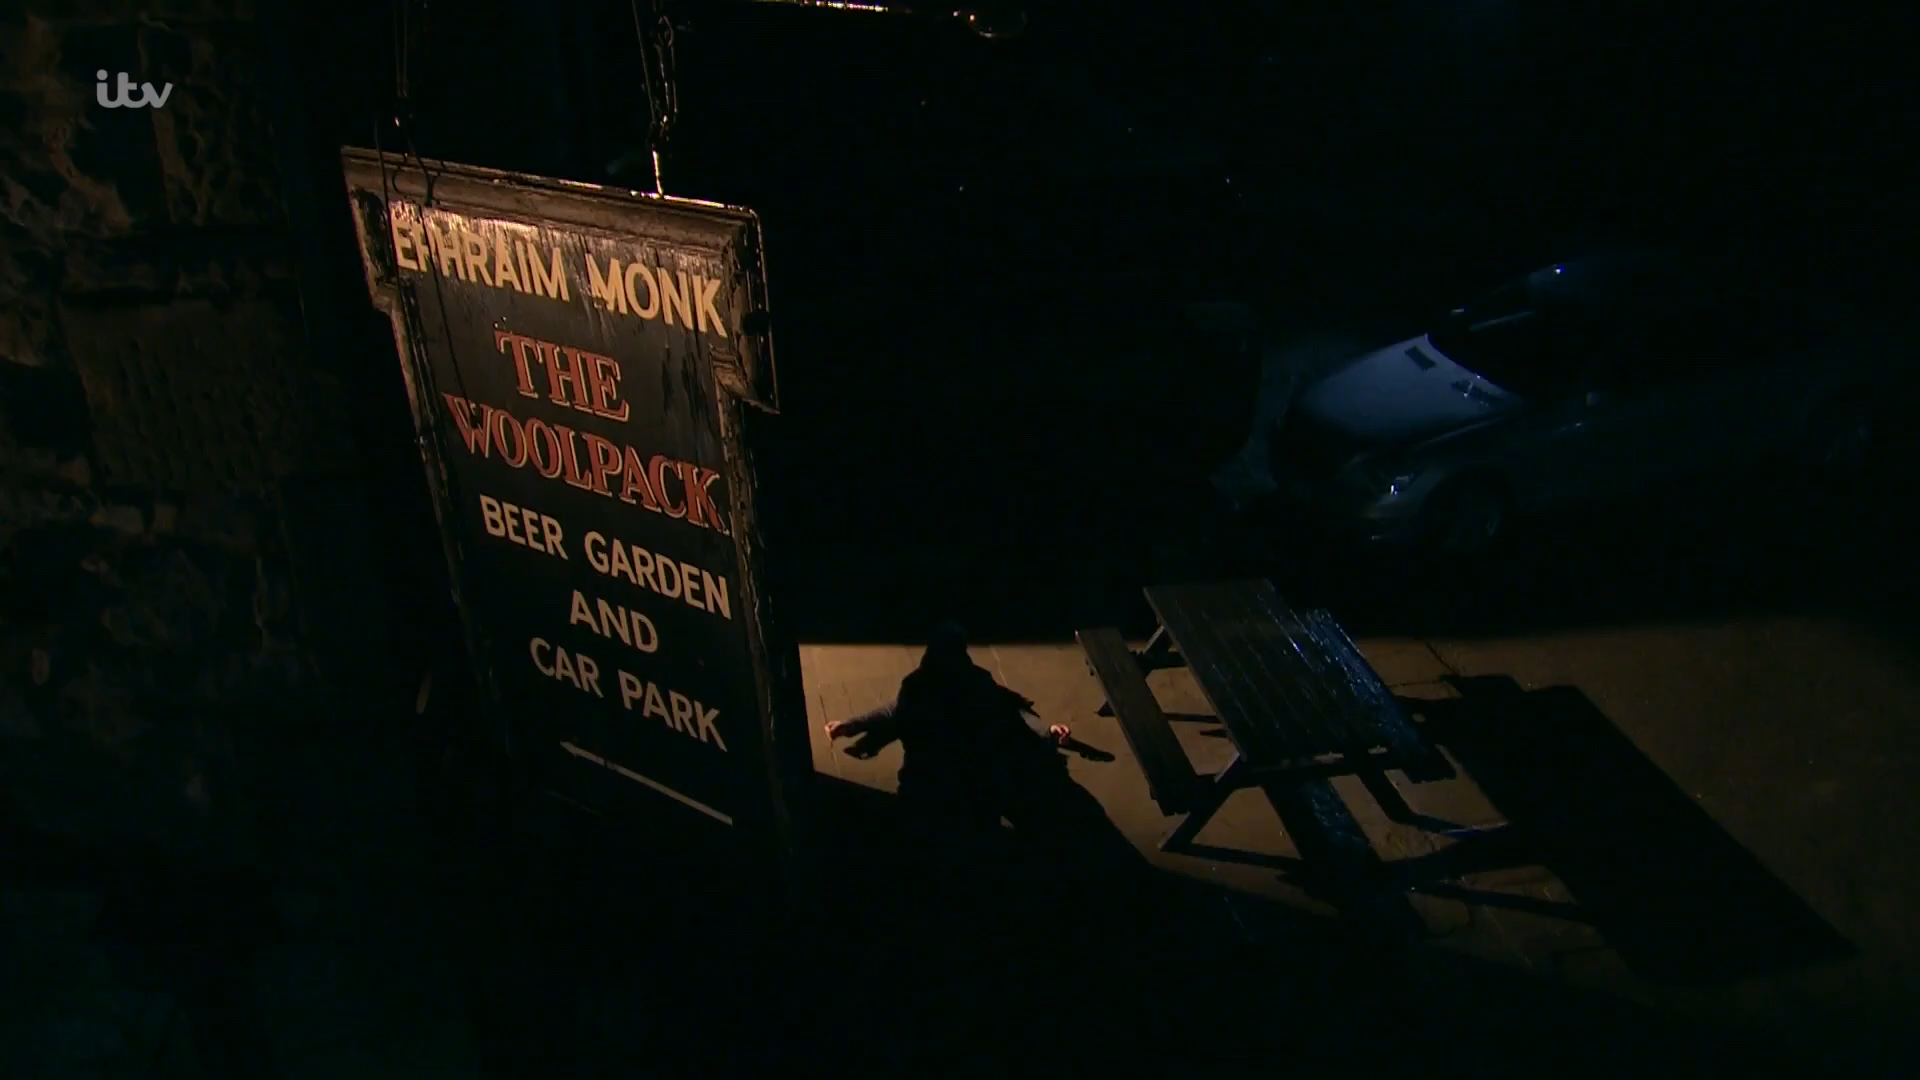 itv
EPHRAIM MONK
THE
WOOLPACK
BEER GARDEN
AND
CAR PARK